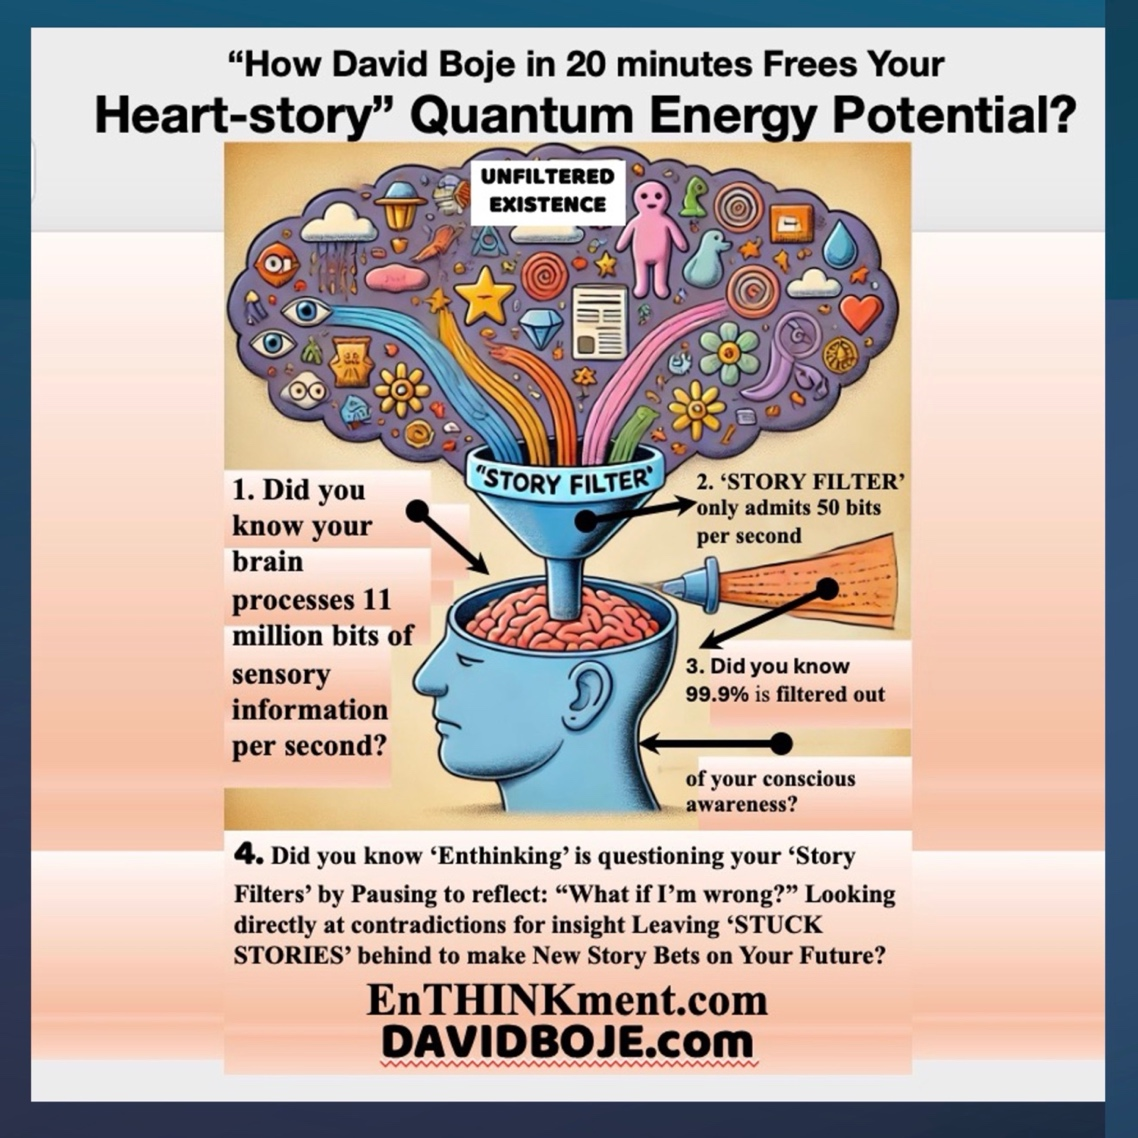 “How David Boje in 20 minutes Frees Your
Heart-story” Quantum Energy Potential?
UNFILTERED
EXISTENCE
“STORY FILTER’
1. Did you
know your
brain
processes 11
million bits of
sensory
information
per second?
2. ‘STORY FILTER’
only admits 50 bits
per second
3. Did you know
99.9% is filtered out
of your conscious
awareness?
4. Did you know ‘Enthinking’ is questioning your ‘Story
Filters’ by Pausing to reflect: “What if I’m wrong?” Looking
directly at contradictions for insight Leaving ‘STUCK
STORIES’ behind to make New Story Bets on Your Future?
EnTHINKment.com
DAVIDBOJE.com